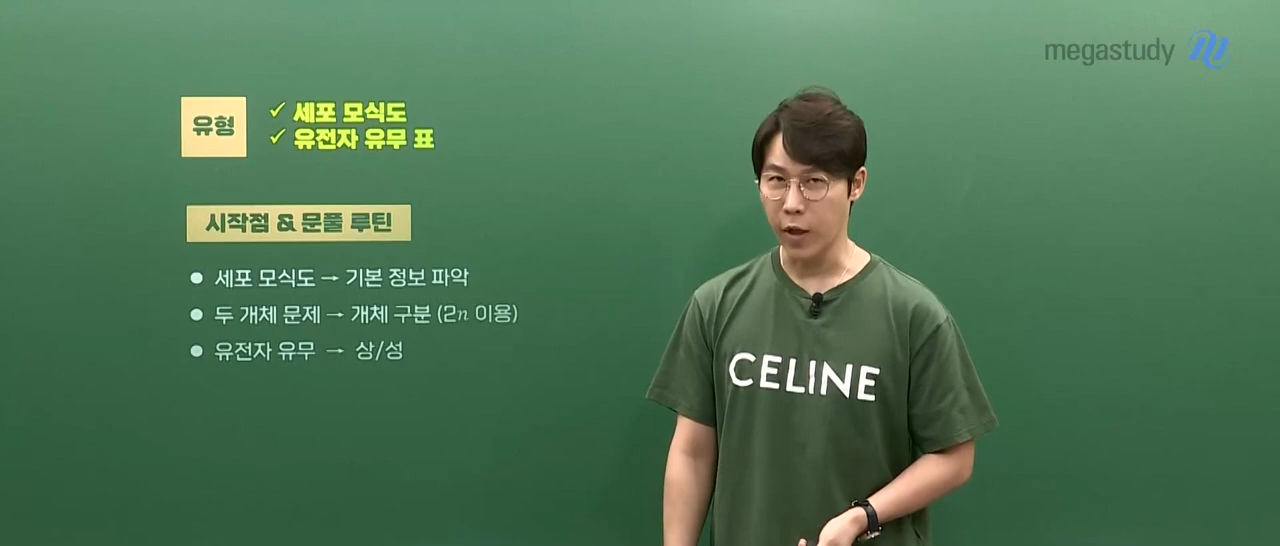 megastudy
유형
✓ 세포 모식도
✓ 유전자 유무 표
시작점 & 문풀 루틴
● 세포 모식도 → 기본 정보 파악
● 두 개체 문제 → 개체 구분 (2n 이용)
● 유전자 유무 → 상/성
CELINE